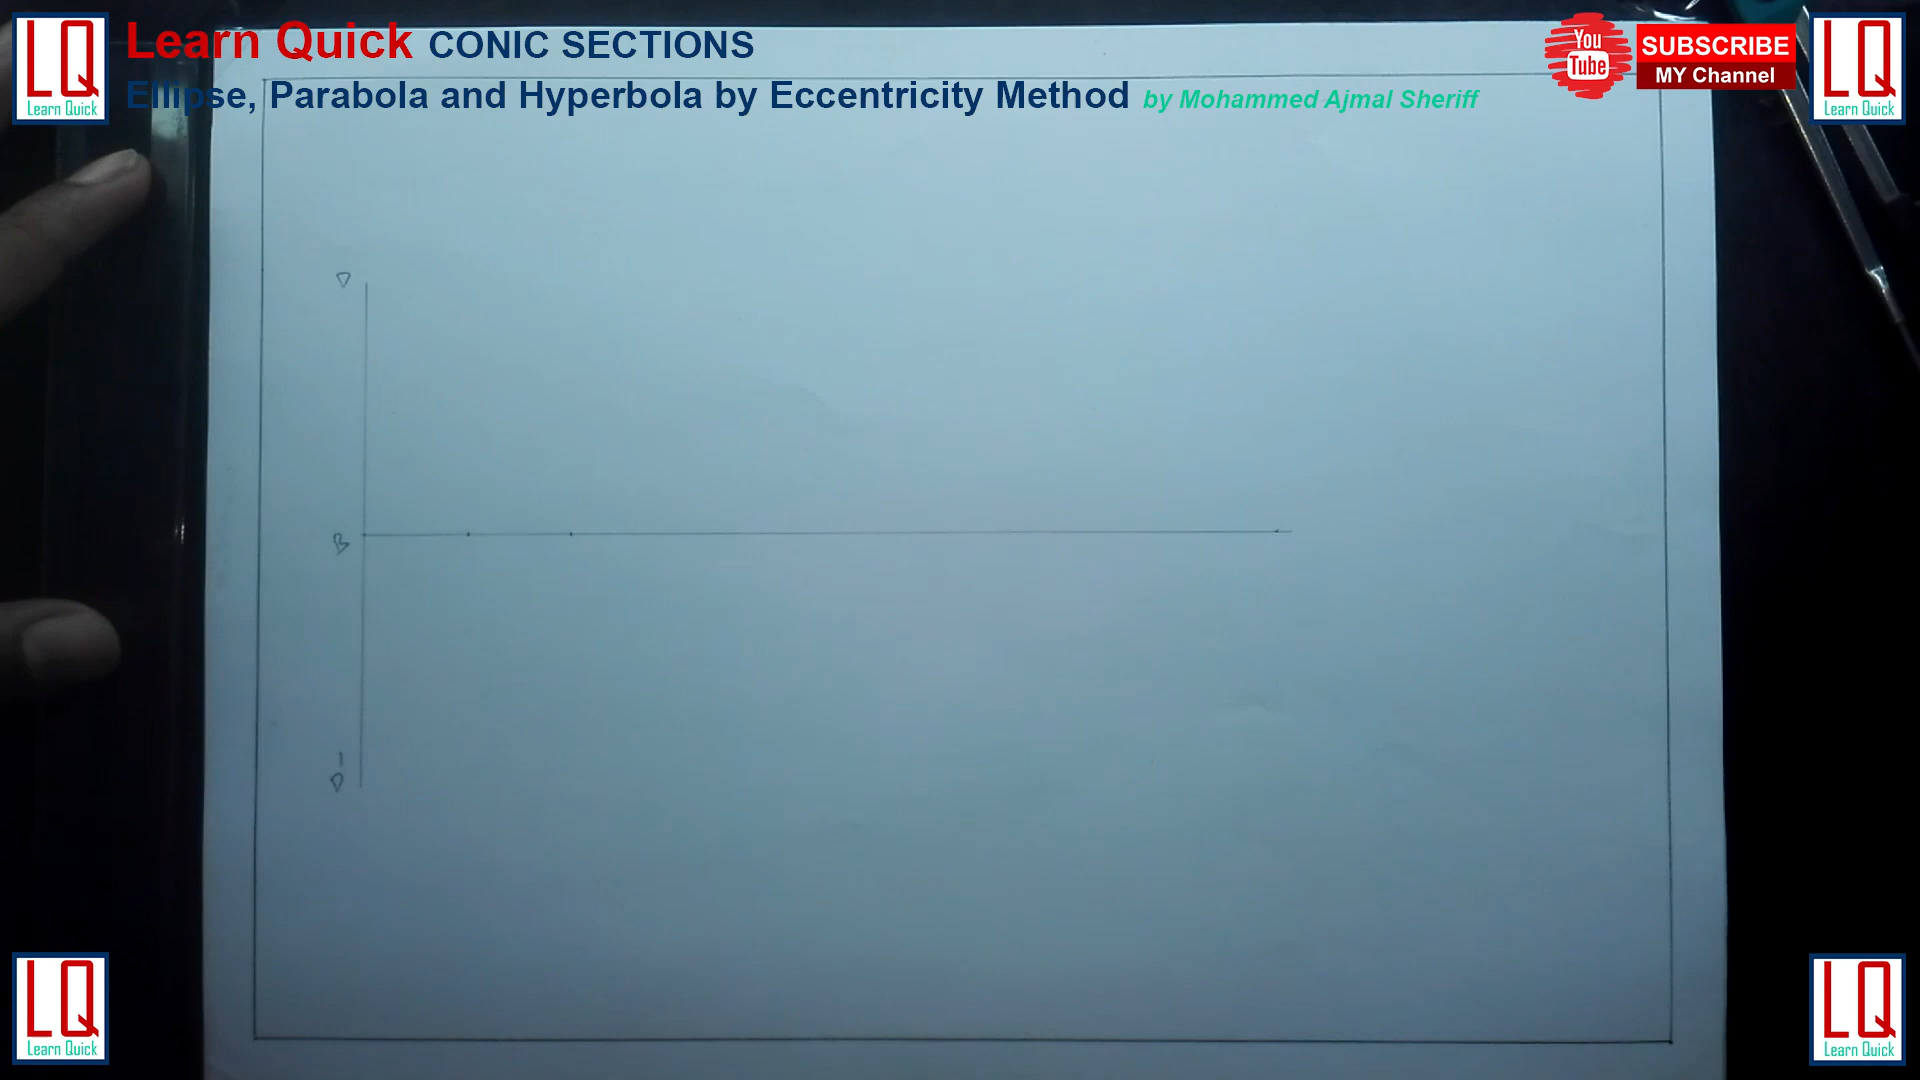 LQ
Learn Quick
Learn Quick CONIC SECTIONS
Ellipse, Parabola and Hyperbola by Eccentricity Method by Mohammed Ajmal Sheriff
You
Tube
SUBSCRIBE
MY Channel
LQ
Learn Quick
D
B
D'
LQ
Learn Quick
LQ
Learn Quick